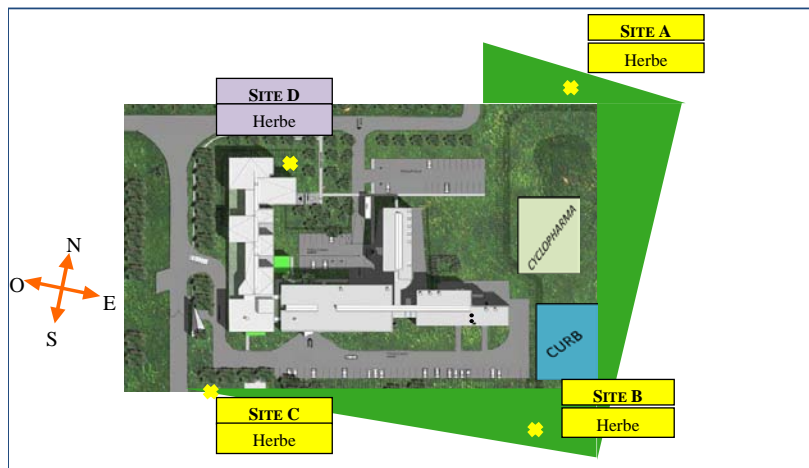 SITE A
Herbe
SITE D
Herbe
N
O
E
S
CYCLOPHARMA
CURB
SITE C
Herbe
SITE B
Herbe